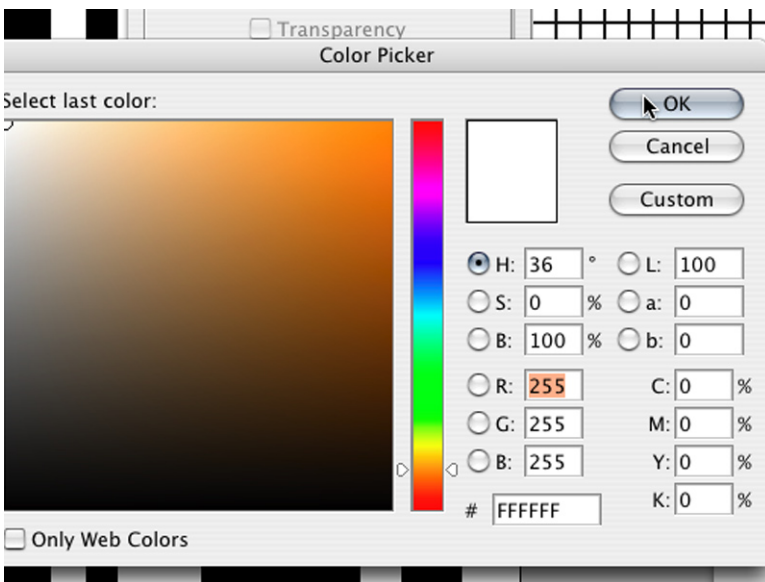 Transparency
Color Picker
Select last color:
OK
Cancel
Custom
H: 36 °
L: 100
S: 0 %
a: 0
B: 100 %
b: 0
R: 255
C: 0 %
G: 255
M: 0 %
B: 255
Y: 0 %
# FFFFFF
K: 0 %
Only Web Colors